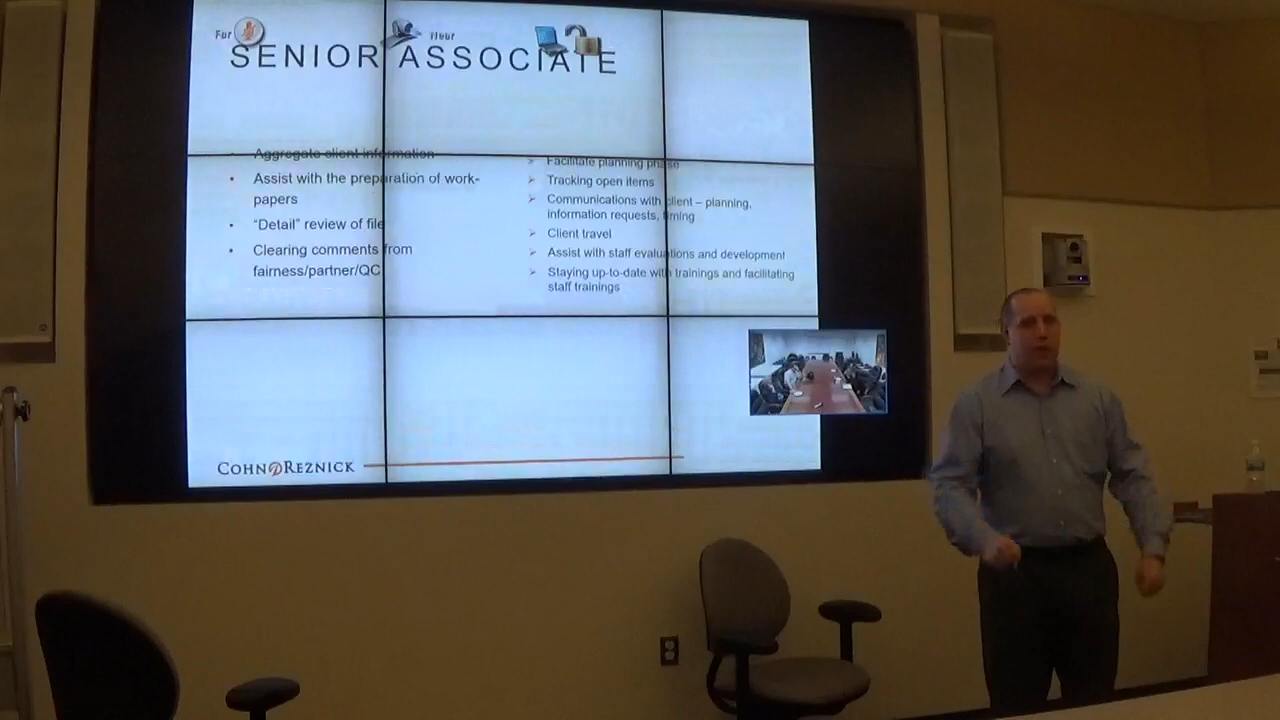 Far
Near
SENIOR ASSOCIATE
• Aggregate client information
• Assist with the preparation of work-
papers
• “Detail” review of file
• Clearing comments from
fairness/partner/QC
➢ Facilitate planning phase
➢ Tracking open items
➢ Communications with client – planning,
information requests, timing
➢ Client travel
➢ Assist with staff evaluations and development
➢ Staying up-to-date with trainings and facilitating
staff trainings
COHNREZNICK